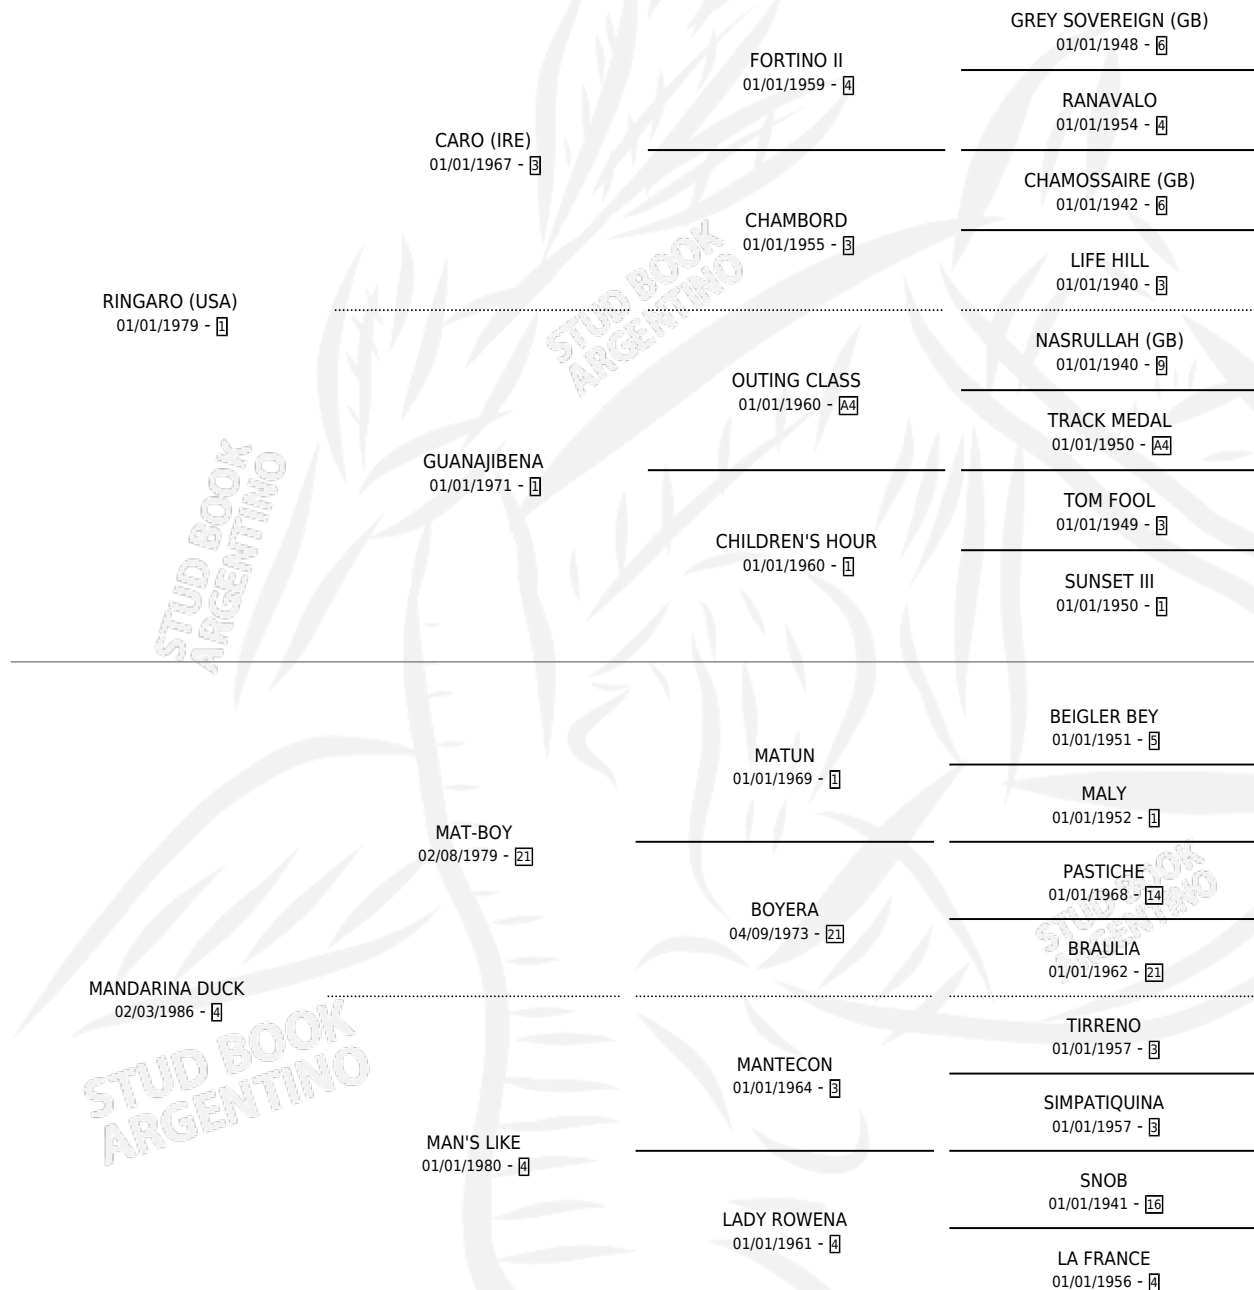 GREY SOVEREIGN (GB)
01/01/1948 - 6
FORTINO II
01/01/1959 - 4
RANAVALO
01/01/1954 - 4
CARO (IRE)
01/01/1967 - 3
CHAMOSSAIRE (GB)
01/01/1942 - 6
CHAMBORD
01/01/1955 - 3
LIFE HILL
01/01/1940 - 3
RINGARO (USA)
01/01/1979 - 1
STUD BOOK
ARGENTINO
NASRULLAH (GB)
01/01/1940 - 9
OUTING CLASS
01/01/1960 - A4
TRACK MEDAL
01/01/1950 - A4
GUANAJIBENA
01/01/1971 - 1
TOM FOOL
01/01/1949 - 3
CHILDREN'S HOUR
01/01/1960 - 1
SUNSET III
01/01/1950 - 1
STUD BOOK
ARGENTINO
BEIGLER BEY
01/01/1951 - 5
MATUN
01/01/1969 - 1
MALY
01/01/1952 - 1
MAT-BOY
02/08/1979 - 21
PASTICHE
01/01/1968 - 14
BOYERA
04/09/1973 - 21
STUD BOOK
ARGENTINO
BRAULIA
01/01/1962 - 21
MANDARINA DUCK
02/03/1986 - 4
STUD BOOK
ARGENTINO
TIRRENO
01/01/1957 - 3
MANTECON
01/01/1964 - 3
SIMPATIQUINA
01/01/1957 - 3
MAN'S LIKE
01/01/1980 - 4
SNOB
01/01/1941 - 16
LADY ROWENA
01/01/1961 - 4
LA FRANCE
01/01/1956 - 4